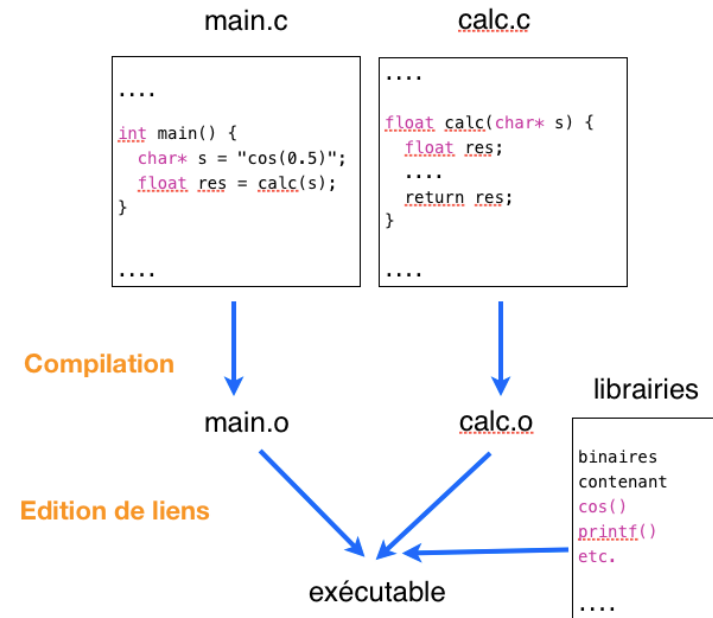 main.c
....
int main() {
char* s = "cos(0.5)";
float res = calc(s);
}
....
calc.c
....
float calc(char* s) {
float res;
....
return res;
}
....
Compilation
main.o
calc.o
librairies
binaires
contenant
cos()
printf()
etc.
....
Edition de liens
exécutable